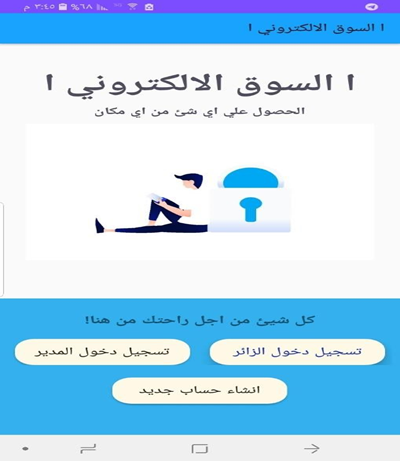 ٣:٤٥ م ٦٨%
ا السوق الالكتروني ا
ا السوق الالكتروني ا
الحصول علي اي شئ من اي مكان
كل شيئ من اجل راحتك من هنا!
تسجيل دخول الزائر
تسجيل دخول المدير
انشاء حساب جديد